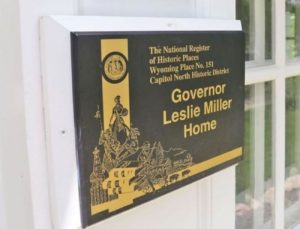 The National Register
of Historic Places
Wyoming Place No. 151
Capitol North Historic District
Governor
Leslie Miller
Home